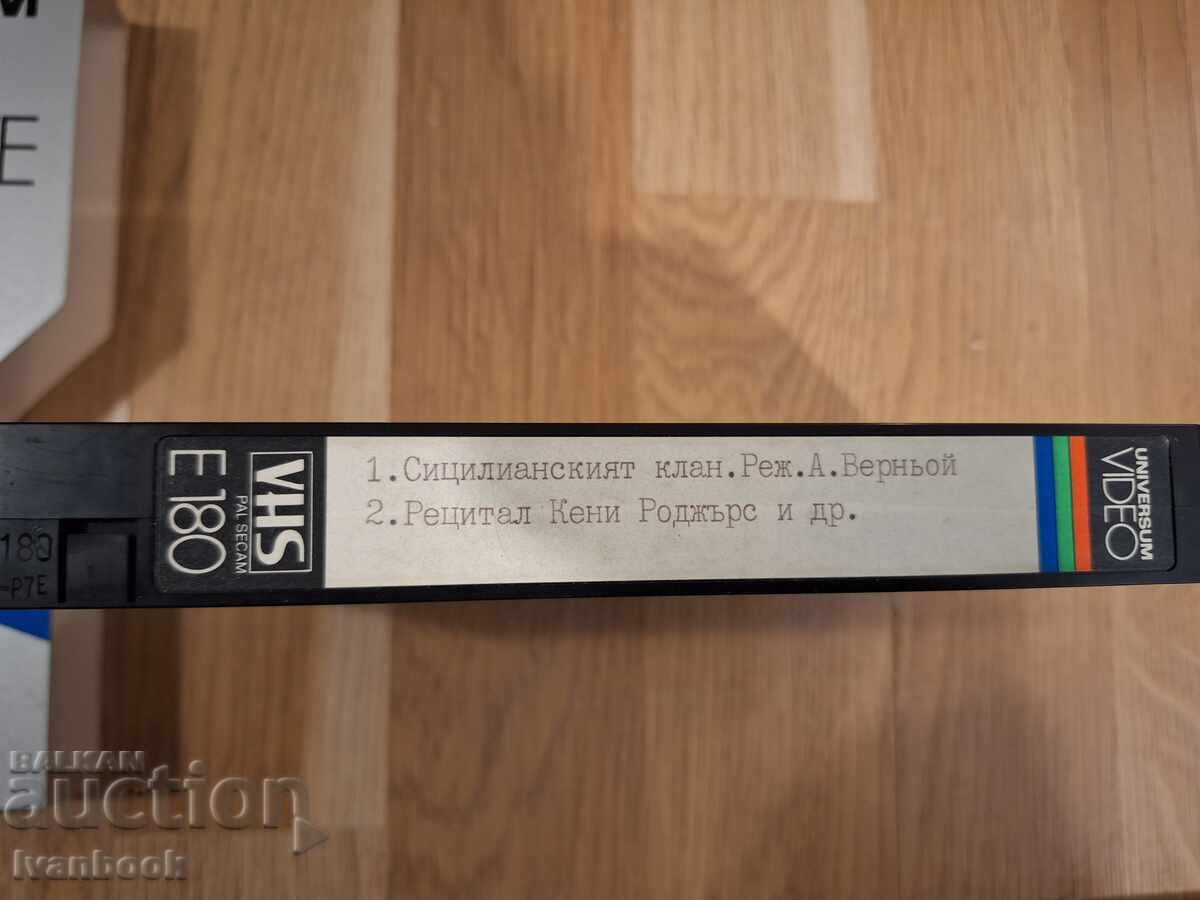 M
E
180
-P7E
E180
VHS
PAL SECAM
1.Сицилианският клан.Реж.А.Верньой
2.Рецитал Кени Роджърс и др.
UNIVERSUM
VIDEO
BALKAN
auction
Ivanbook